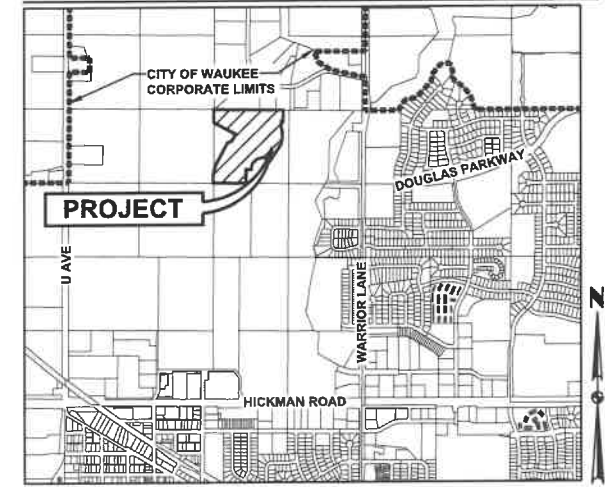 CITY OF WAUKEE
CORPORATE LIMITS
DOUGLAS PARKWAY
PROJECT
U AVE
WARRIOR LANE
N
HICKMAN ROAD